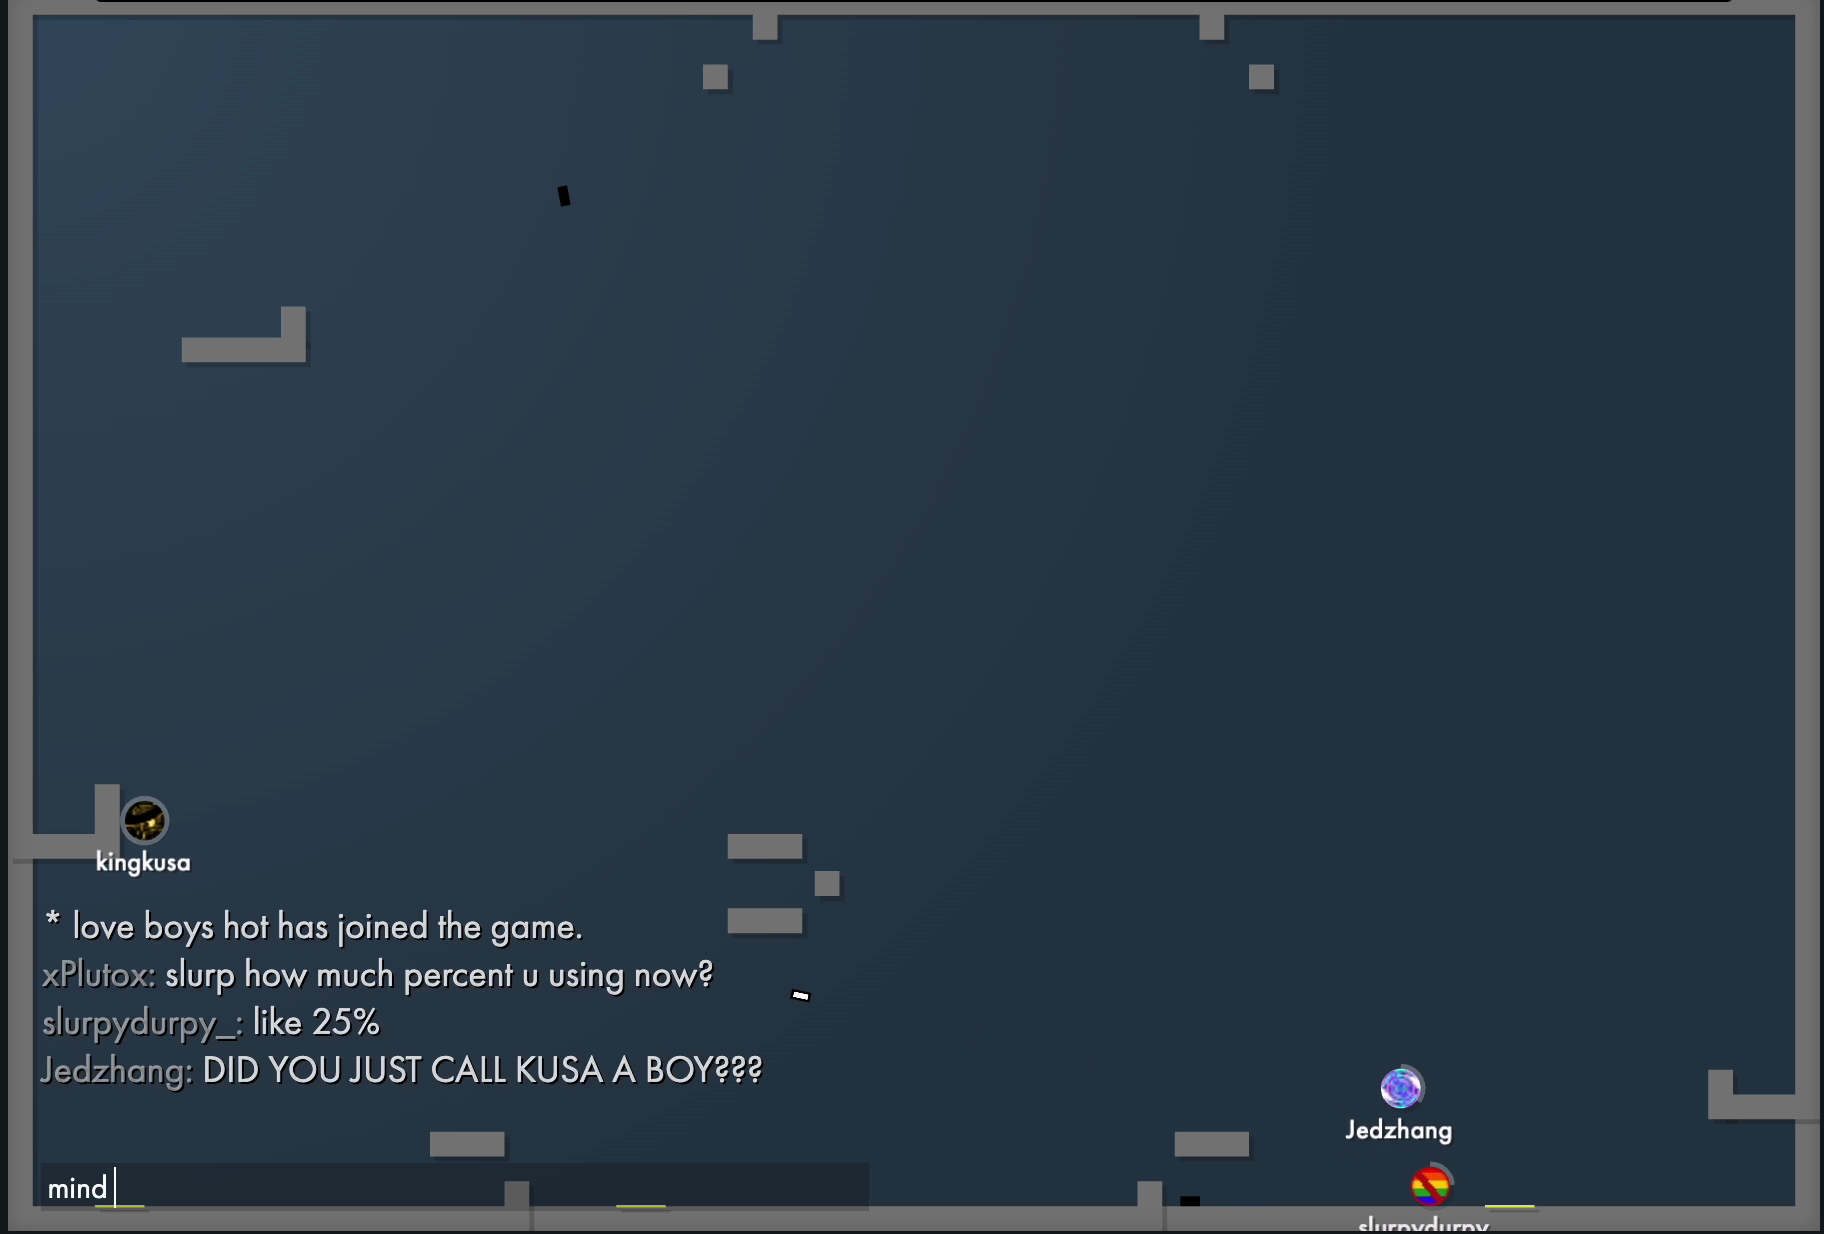 kingkusa
* love boys hot has joined the game.
xPlutox: slurp how much percent u using now?
slurpydurpy_: like 25%
Jedzhang: DID YOU JUST CALL KUSA A BOY???
Jedzhang
mind
slurpydurpy